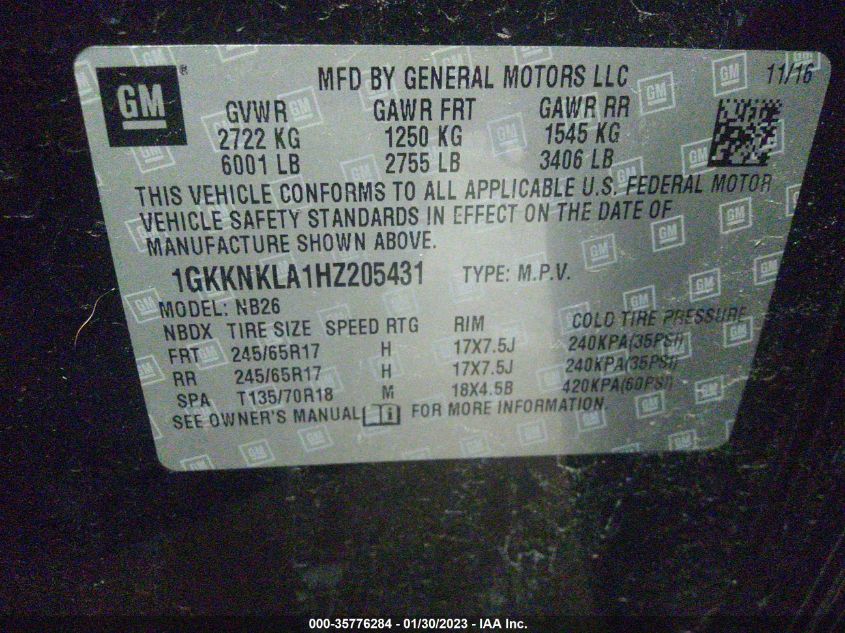 GM ® MFD BY GENERAL MOTORS LLC 11/16
GVWR GAWR FRT GAWR RR
2722 KG 1250 KG 1545 KG
6001 LB 2755 LB 3406 LB
THIS VEHICLE CONFORMS TO ALL APPLICABLE U.S. FEDERAL MOTOR
VEHICLE SAFETY STANDARDS IN EFFECT ON THE DATE OF
MANUFACTURE SHOWN ABOVE.
1GKKNKLA1HZ205431 TYPE: M.P.V.
MODEL: NB26
NBDX TIRE SIZE SPEED RTG RIM COLD TIRE PRESSURE
FRT 245/65R17 H 17X7.5J 240KPA(35PSI)
RR 245/65R17 H 17X7.5J 240KPA(35PSI)
SPA T135/70R18 M 18X4.5B 420KPA(60PSI)
SEE OWNER'S MANUAL i FOR MORE INFORMATION.
000-35776284 - 01/30/2023 - IAA Inc.